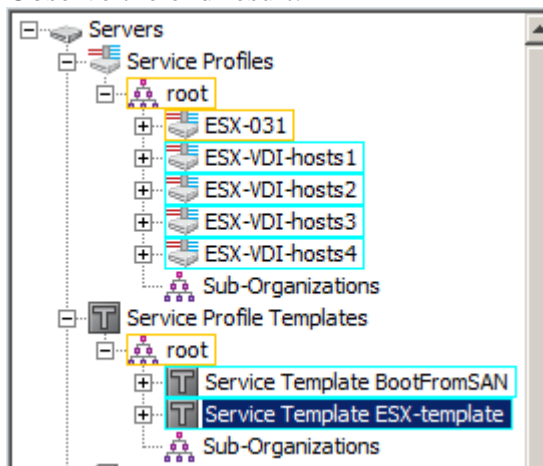 Servers
Service Profiles
root
ESX-031
ESX-VDI-hosts1
ESX-VDI-hosts2
ESX-VDI-hosts3
ESX-VDI-hosts4
Sub-Organizations
Service Profile Templates
root
Service Template BootFromSAN
Service Template ESX-template
Sub-Organizations